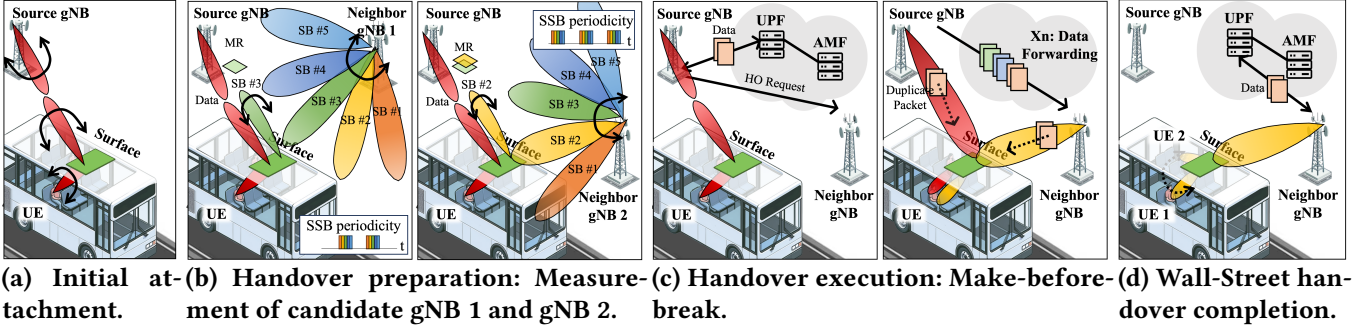 Source gNB
Surface
UE
(a) Initial at-
tachment.
Source gNB
Neighbor
gNB 1
MR
SB #5
SB #4
SB #3
SB #3
SB #2
SB #1
Data
Surface
UE
SSB periodicity
t
Source gNB
SSB periodicity
t
MR
SB #5
SB #4
SB #2
SB #3
Data
SB #2
SB #1
Surface
UE
Neighbor
gNB 2
(b) Handover preparation: Measure-
ment of candidate gNB 1 and gNB 2.
Source gNB
UPF
Data
AMF
HO Request
Surface
UE
Neighbor
gNB
Source gNB
Xn: Data
Forwarding
Duplicate
Packet
Surface
UE
Neighbor
gNB
(c) Handover execution: Make-before-
break.
Source gNB
UPF
AMF
Data
UE 2
Surface
UE 1
Neighbor
gNB
(d) Wall-Street han-
dover completion.